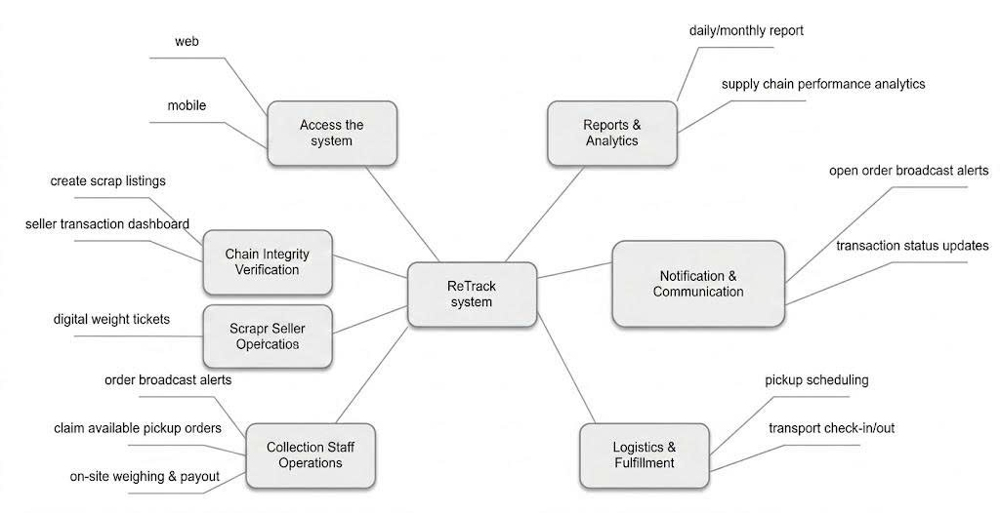 web
mobile
Access the
system
daily/monthly report
supply chain performance analytics
Reports &
Analytics
create scrap listings
seller transaction dashboard
Chain Integrity
Verification
digital weight tickets
Scrapr Seller
Opercatios
order broadcast alerts
claim available pickup orders
on-site weighing & payout
Collection Staff
Operations
ReTrack
system
open order broadcast alerts
transaction status updates
Notification &
Communication
pickup scheduling
transport check-in/out
Logistics &
Fulfillment